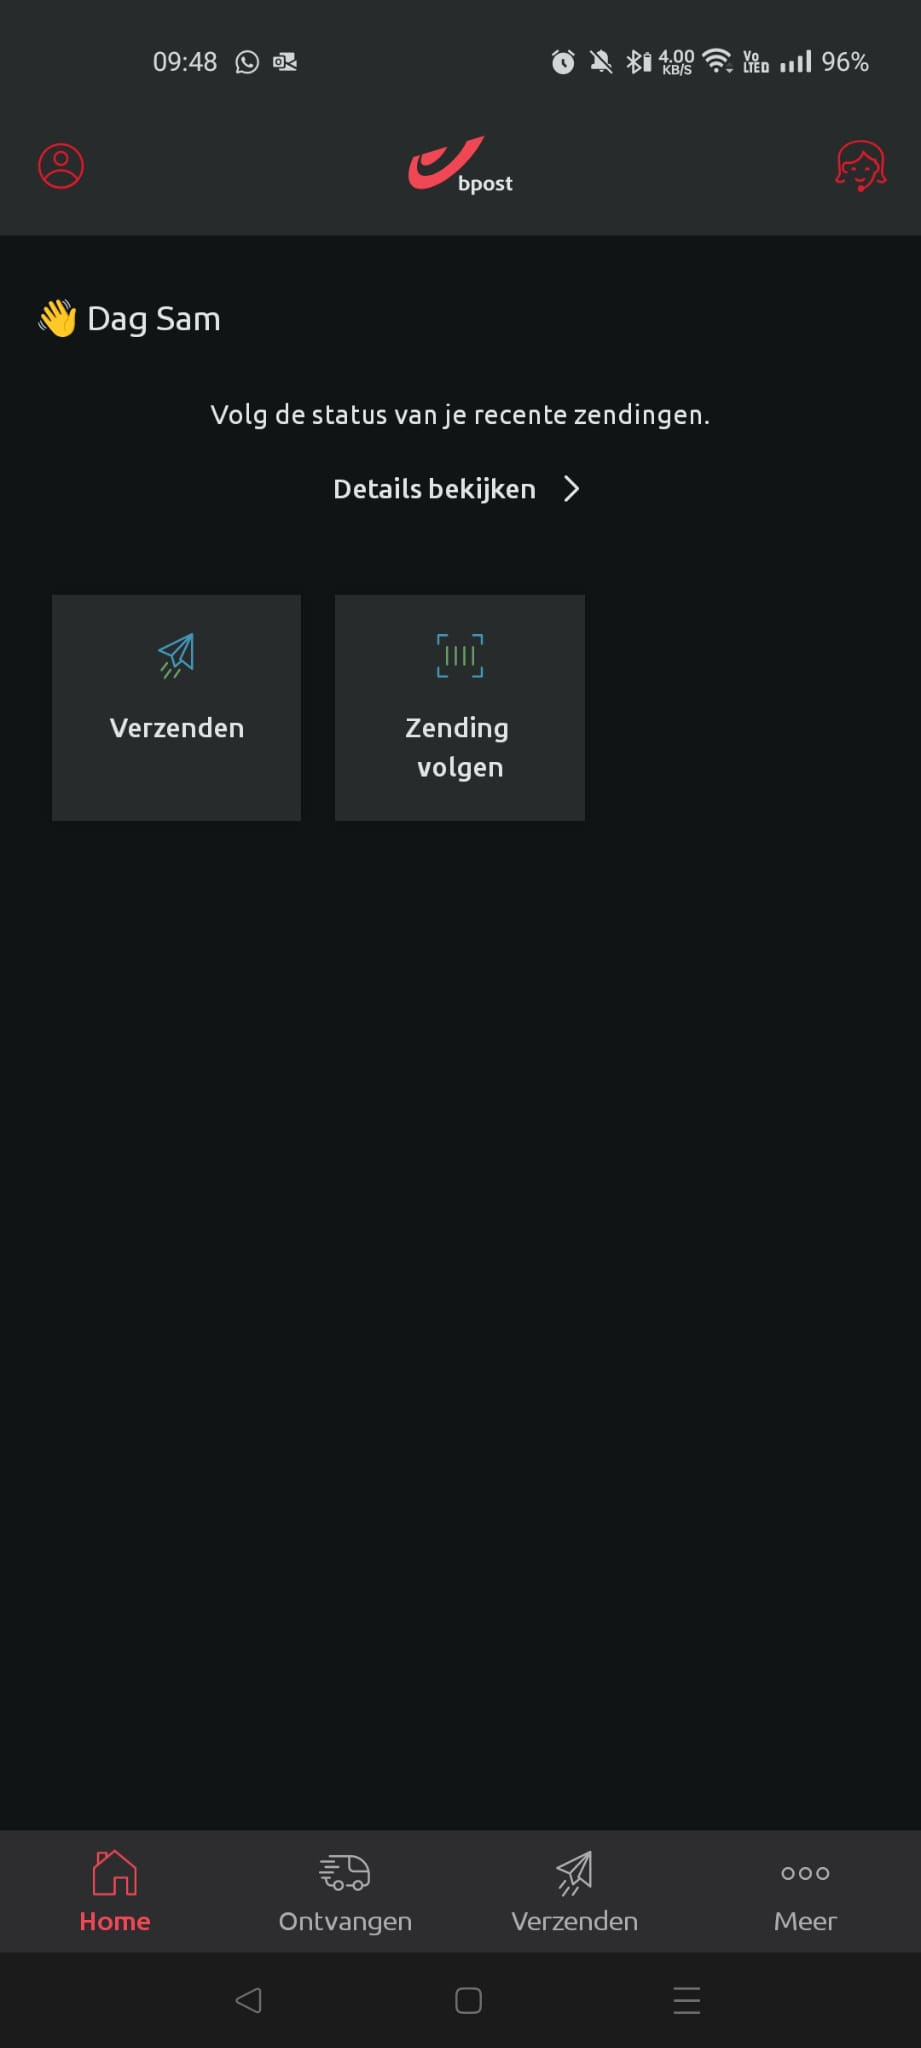 09:48 4.00 KB/S Vo LTED 96%
bpost
👋 Dag Sam
Volg de status van je recente zendingen.
Details bekijken
Verzenden
Zending
volgen
Home Ontvangen Verzenden Meer